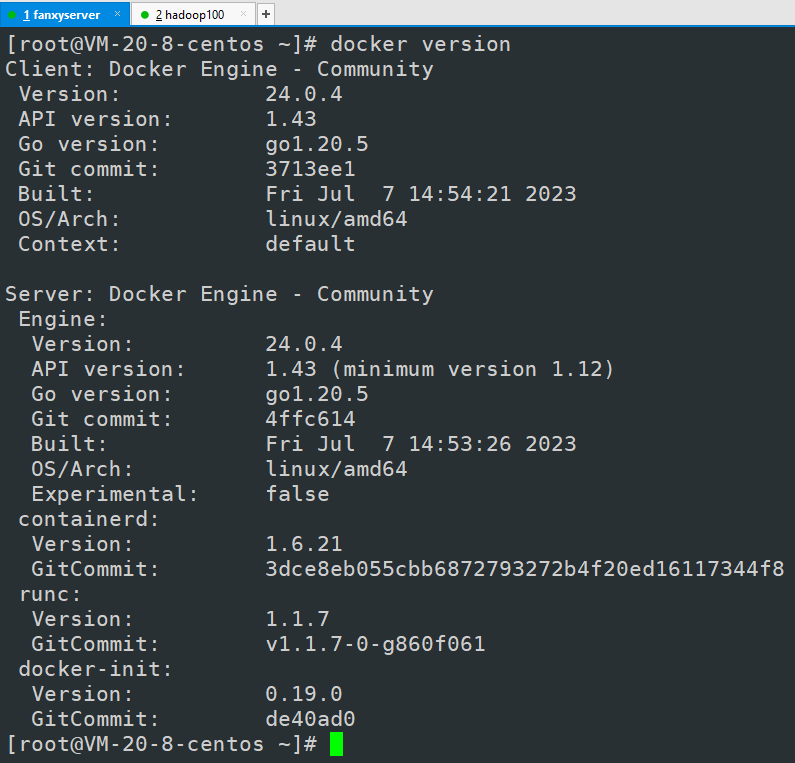 1 fanxyserver × 2 hadoop100 × +
[root@VM-20-8-centos ~]# docker version
Client: Docker Engine - Community
 Version:           24.0.4
 API version:       1.43
 Go version:        go1.20.5
 Git commit:        3713ee1
 Built:             Fri Jul  7 14:54:21 2023
 OS/Arch:           linux/amd64
 Context:           default

Server: Docker Engine - Community
 Engine:
  Version:          24.0.4
  API version:      1.43 (minimum version 1.12)
  Go version:       go1.20.5
  Git commit:       4ffc614
  Built:            Fri Jul  7 14:53:26 2023
  OS/Arch:          linux/amd64
  Experimental:     false
 containerd:
  Version:          1.6.21
  GitCommit:        3dce8eb055cbb6872793272b4f20ed16117344f8
 runc:
  Version:          1.1.7
  GitCommit:        v1.1.7-0-g860f061
 docker-init:
  Version:          0.19.0
  GitCommit:        de40ad0
[root@VM-20-8-centos ~]#